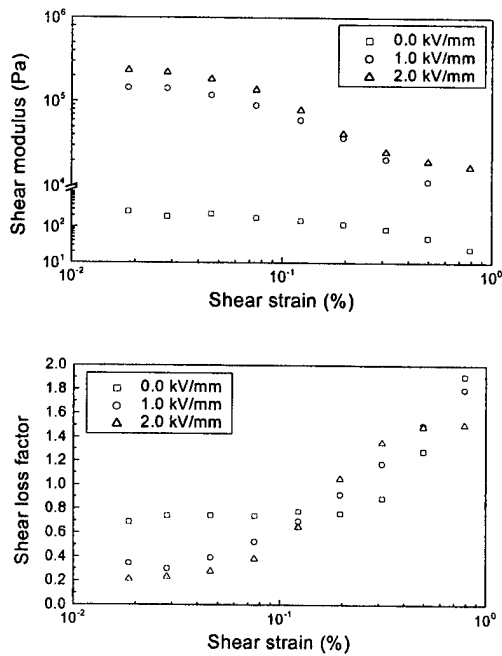 10⁶
10⁵
10⁴
10²
10¹
Shear modulus (Pa)
0.0 kV/mm
1.0 kV/mm
2.0 kV/mm
10⁻² 10⁻¹ 10⁰
Shear strain (%)
2.0
1.8
1.6
1.4
1.2
1.0
0.8
0.6
0.4
0.2
0.0
Shear loss factor
0.0 kV/mm
1.0 kV/mm
2.0 kV/mm
10⁻² 10⁻¹ 10⁰
Shear strain (%)